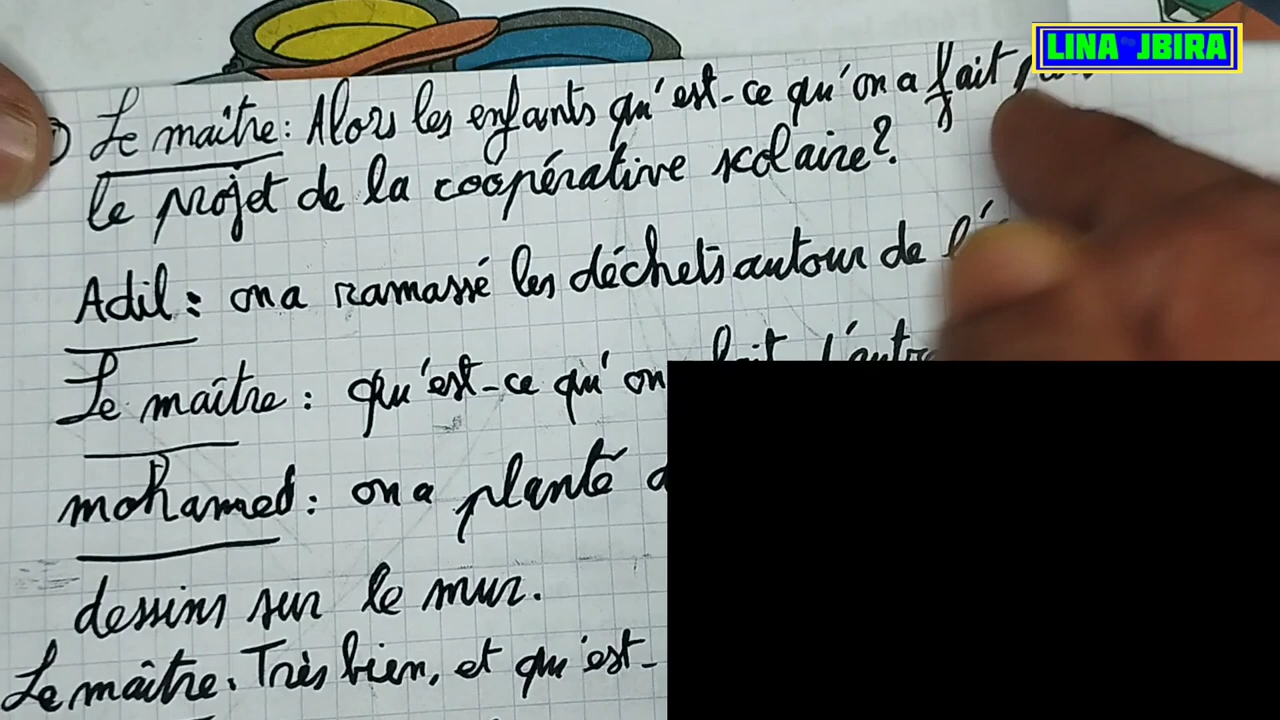 LINA JBIRA
Le maître: Alors les enfants qu'est-ce qu'on a fait
le projet de la coopérative scolaire?
Adil: on a ramassé les déchets autour de
Le maître: qu'est-ce qu'on fait d'autre
mohamed: on a planté
dessins sur le mur.
Le maître. Très bien, et qu'est-